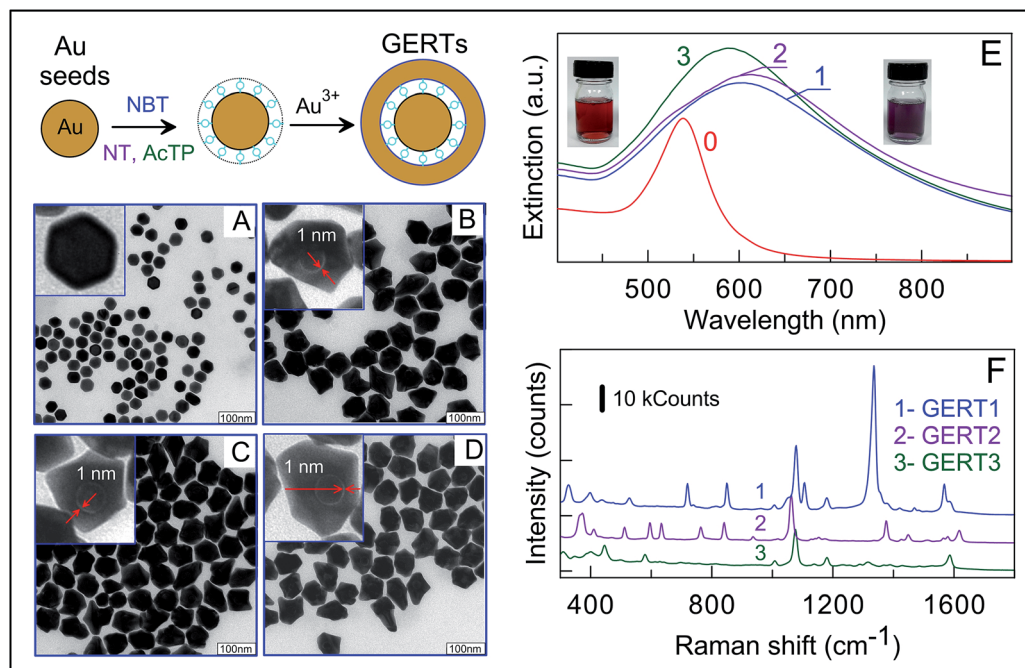 Au
seeds
Au
NBT
NT, AcTP
Au3+
GERTs
A
1 nm
B
100nm
100nm
C
1 nm
D
1 nm
100nm
100nm
E
3
2
1
0
Extinction (a.u.)
500 600 700 800
Wavelength (nm)
F
10 kCounts
1- GERT1
2- GERT2
3- GERT3
1
2
3
Intensity (counts)
400 800 1200 1600
Raman shift (cm-1)